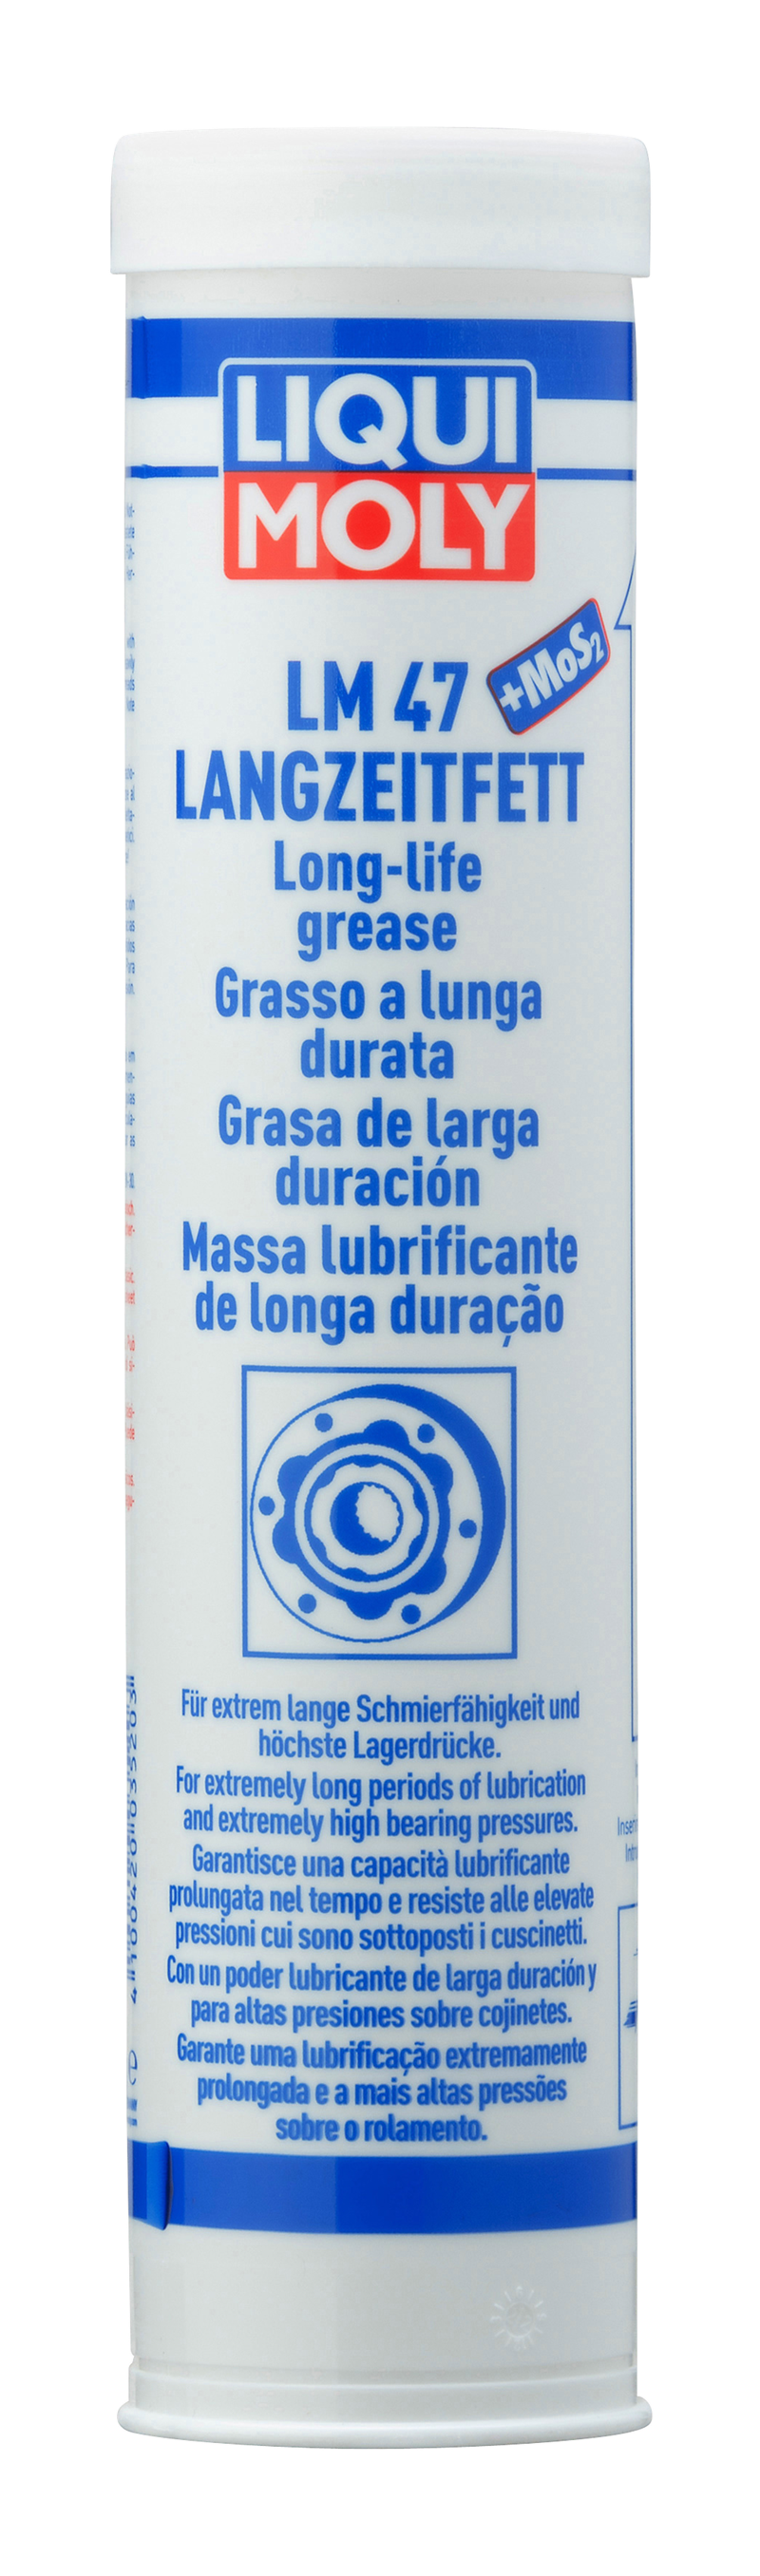 LIQUI
MOLY
+MoS2
LM 47
LANGZEITFETT
Long-life
grease
Grasso a lunga
durata
Grasa de larga
duración
Massa lubrificante
de longa duração
Für extrem lange Schmierfähigkeit und
höchste Lagerdrücke.
For extremely long periods of lubrication
and extremely high bearing pressures.
Garantisce una capacità lubrificante
prolungata nel tempo e resiste alle elevate
pressioni cui sono sottoposti i cuscinetti.
Con un poder lubricante de larga duración y
para altas presiones sobre cojinetes.
Garante uma lubrificação extremamente
prolongada e a mais altas pressões
sobre o rolamento.